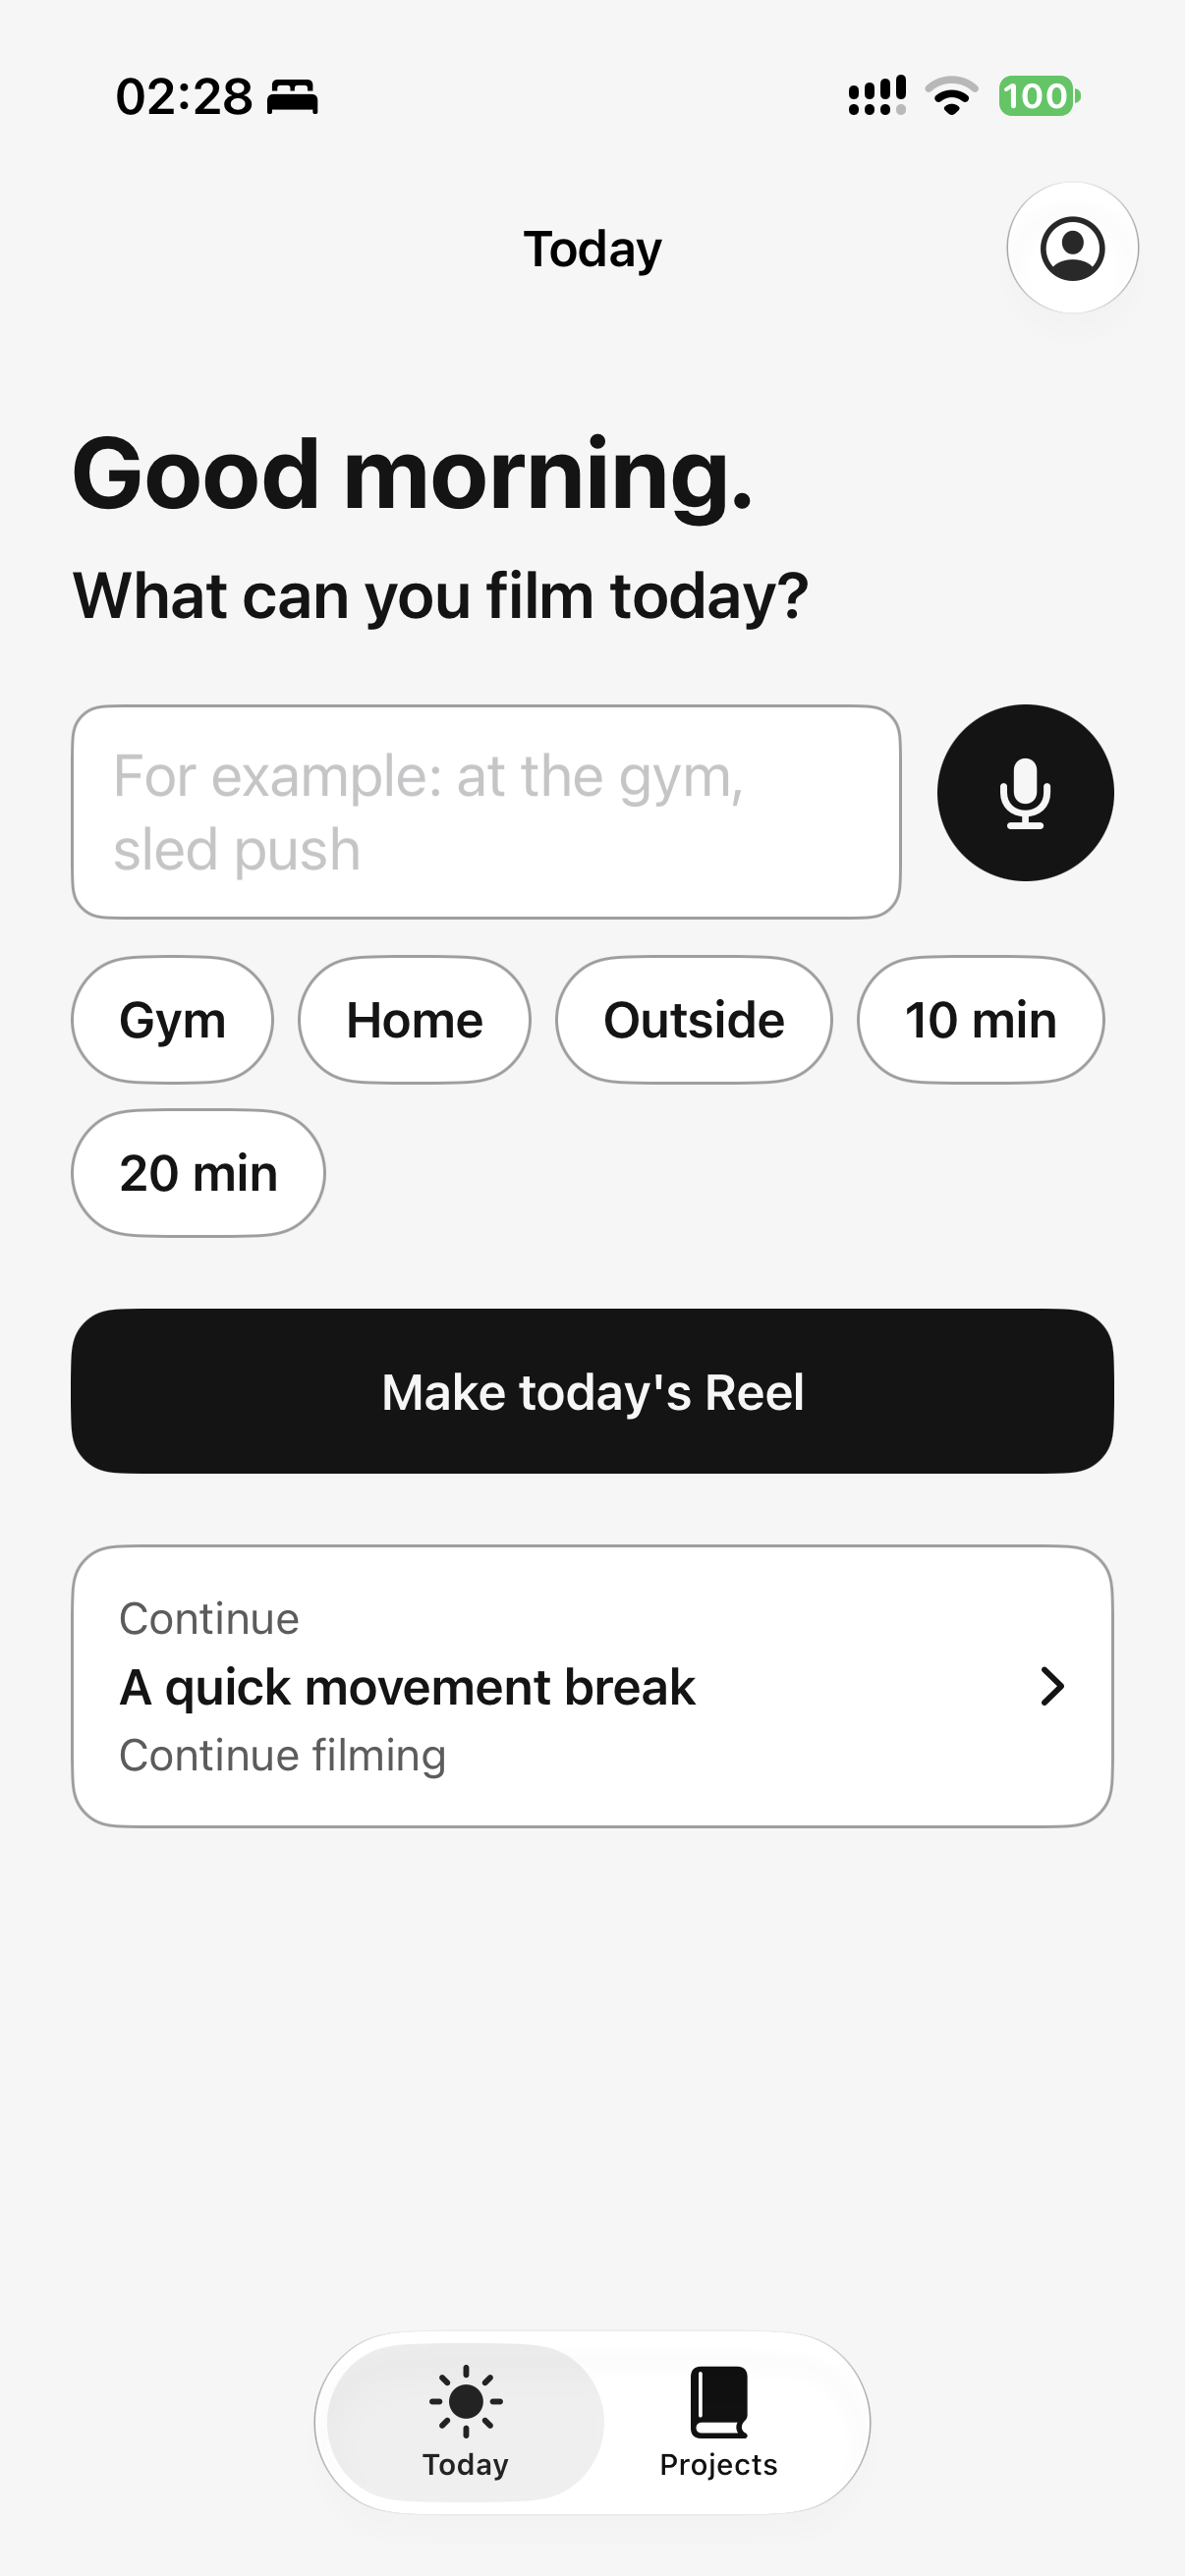 02:28
100
Today
Good morning.
What can you film today?
For example: at the gym,
sled push
Gym
Home
Outside
10 min
20 min
Make today's Reel
Continue
A quick movement break
Continue filming
Today
Projects